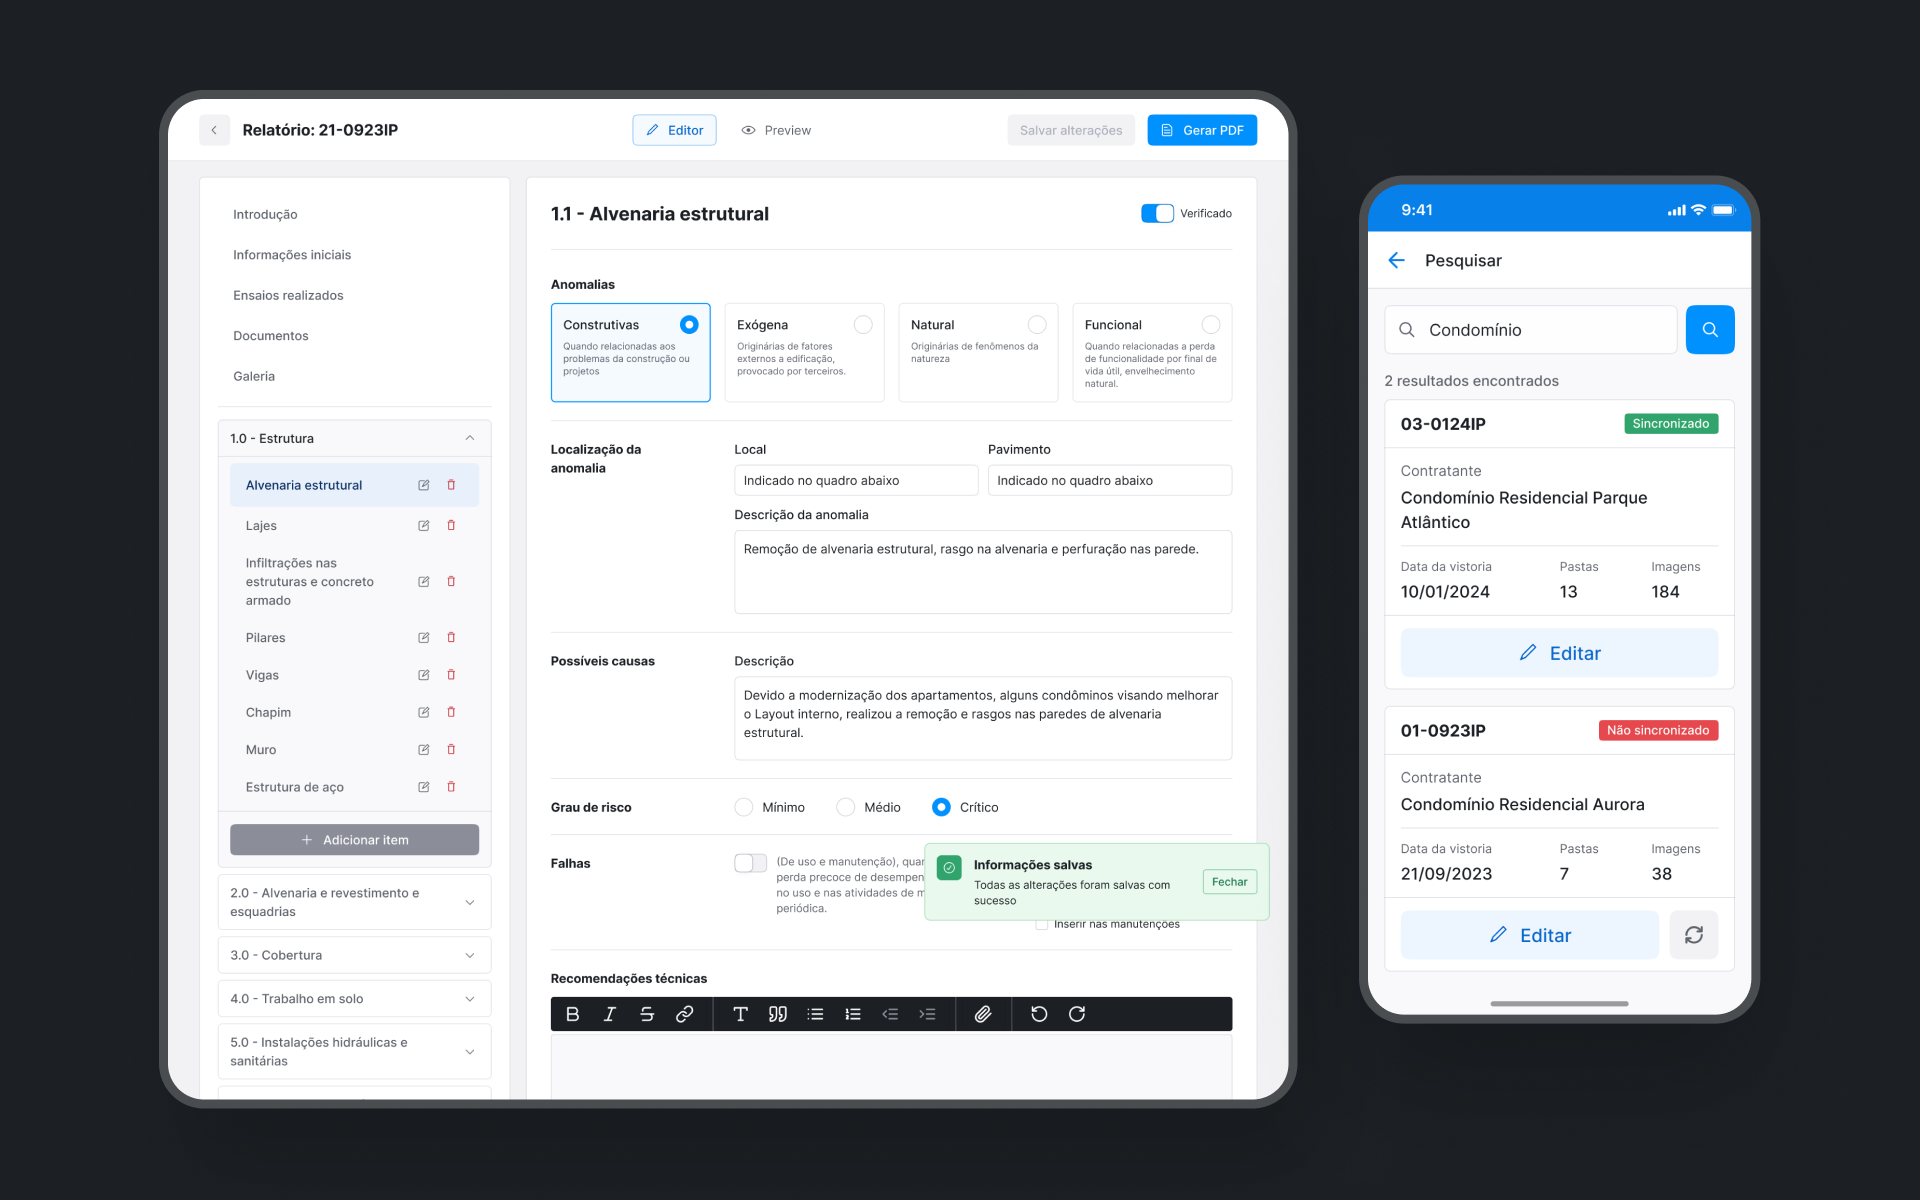 Relatório: 21-0923IP
Editor
Preview
Salvar alterações
Gerar PDF
Introdução
Informações iniciais
Ensaios realizados
Documentos
Galeria
1.0 - Estrutura
Alvenaria estrutural
Lajes
Infiltrações nas
estruturas e concreto
armado
Pilares
Vigas
Chapim
Muro
Estrutura de aço
Adicionar item
2.0 - Alvenaria e revestimento e
esquadrias
3.0 - Cobertura
4.0 - Trabalho em solo
5.0 - Instalações hidráulicas e
sanitárias
1.1 - Alvenaria estrutural
Verificado
Anomalias
Construtivas
Quando relacionadas aos
problemas da construção ou
projetos
Exógena
Originárias de fatores
externos a edificação,
provocado por terceiros.
Natural
Originárias de fenômenos da
natureza
Funcional
Quando relacionadas a perda
de funcionalidade por final de
vida útil, envelhecimento
natural.
Localização da
anomalia
Local
Indicado no quadro abaixo
Pavimento
Indicado no quadro abaixo
Descrição da anomalia
Remoção de alvenaria estrutural, rasgo na alvenaria e perfuração nas parede.
Possíveis causas
Descrição
Devido a modernização dos apartamentos, alguns condôminos visando melhorar
o Layout interno, realizou a remoção e rasgos nas paredes de alvenaria
estrutural.
Grau de risco
Mínimo
Médio
Crítico
Falhas
(De uso e manutenção), quan
perda precoce de desempen
no uso e nas atividades de m
periódica.
Informações salvas
Todas as alterações foram salvas com
sucesso
Fechar
Inserir nas manutenções
Recomendações técnicas
9:41
Pesquisar
Condomínio
2 resultados encontrados
03-0124IP
Sincronizado
Contratante
Condomínio Residencial Parque
Atlântico
Data da vistoria
Pastas
Imagens
10/01/2024
13
184
Editar
01-0923IP
Não sincronizado
Contratante
Condomínio Residencial Aurora
Data da vistoria
Pastas
Imagens
21/09/2023
7
38
Editar